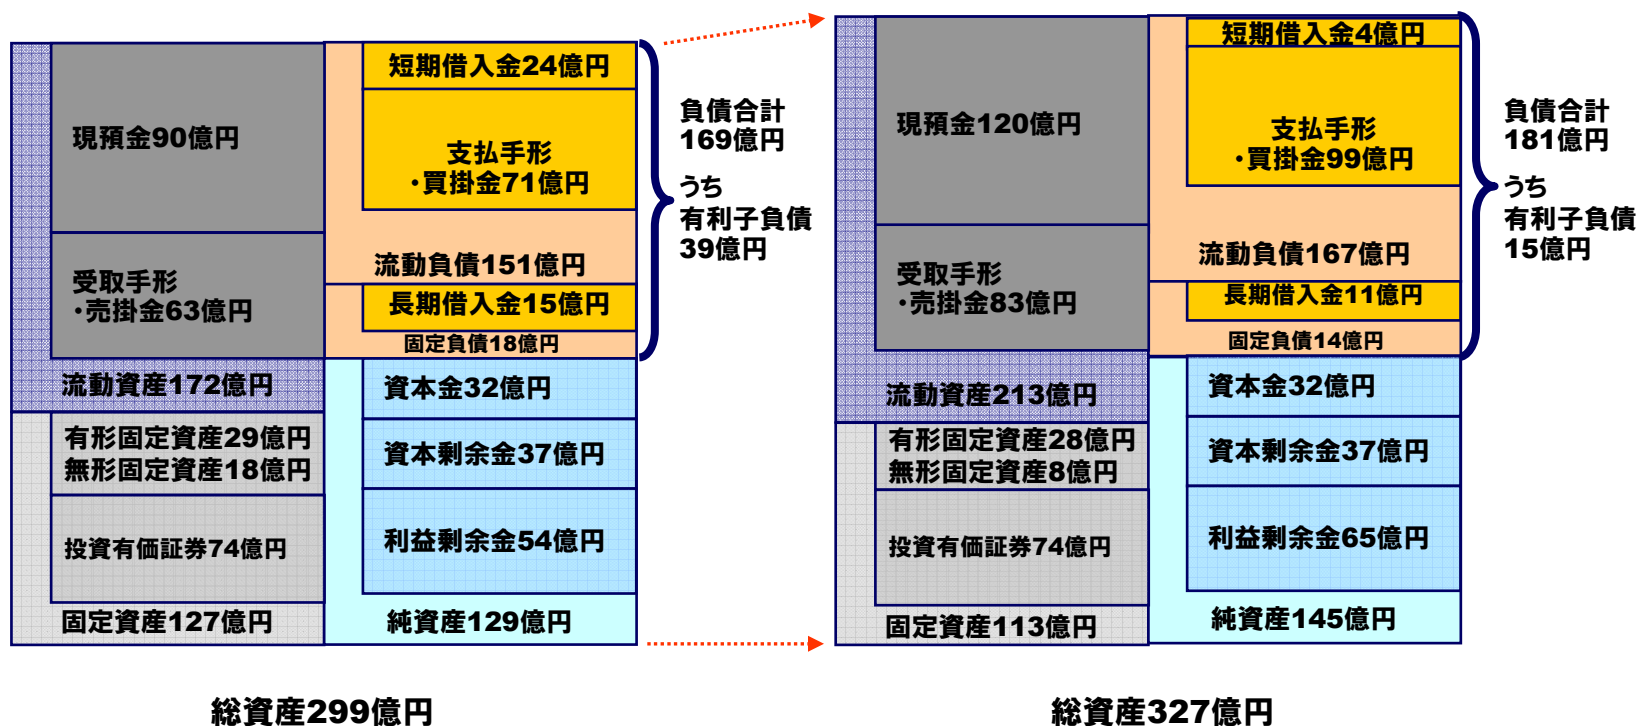 現預金90億円
受取手形
・売掛金63億円
流動資産172億円
有形固定資産29億円
無形固定資産18億円
投資有価証券74億円
固定資産127億円
短期借入金24億円
支払手形
・買掛金71億円
流動負債151億円
長期借入金15億円
固定負債18億円
資本金32億円
資本剰余金37億円
利益剰余金54億円
純資産129億円
負債合計
169億円
うち
有利子負債
39億円
総資産299億円
現預金120億円
受取手形
・売掛金83億円
流動資産213億円
有形固定資産28億円
無形固定資産8億円
投資有価証券74億円
固定資産113億円
短期借入金4億円
支払手形
・買掛金99億円
流動負債167億円
長期借入金11億円
固定負債14億円
資本金32億円
資本剰余金37億円
利益剰余金65億円
純資産145億円
負債合計
181億円
うち
有利子負債
15億円
総資産327億円